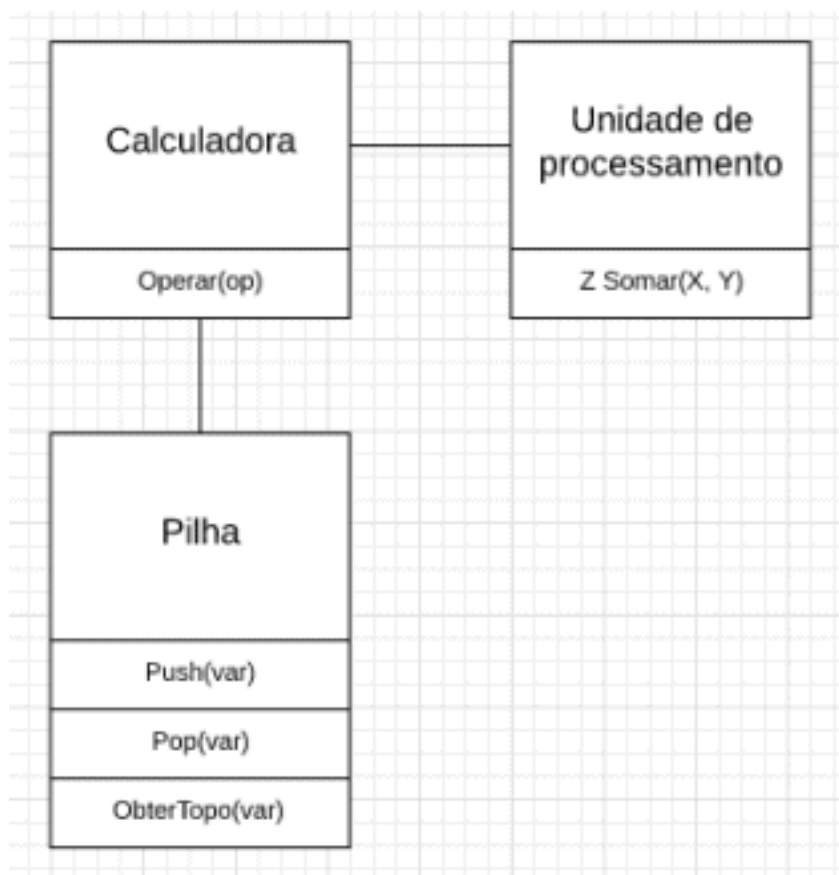 Calculadora
Operar(op)
Unidade de
processamento
Z Somar(X, Y)
Pilha
Push(var)
Pop(var)
ObterTopo(var)